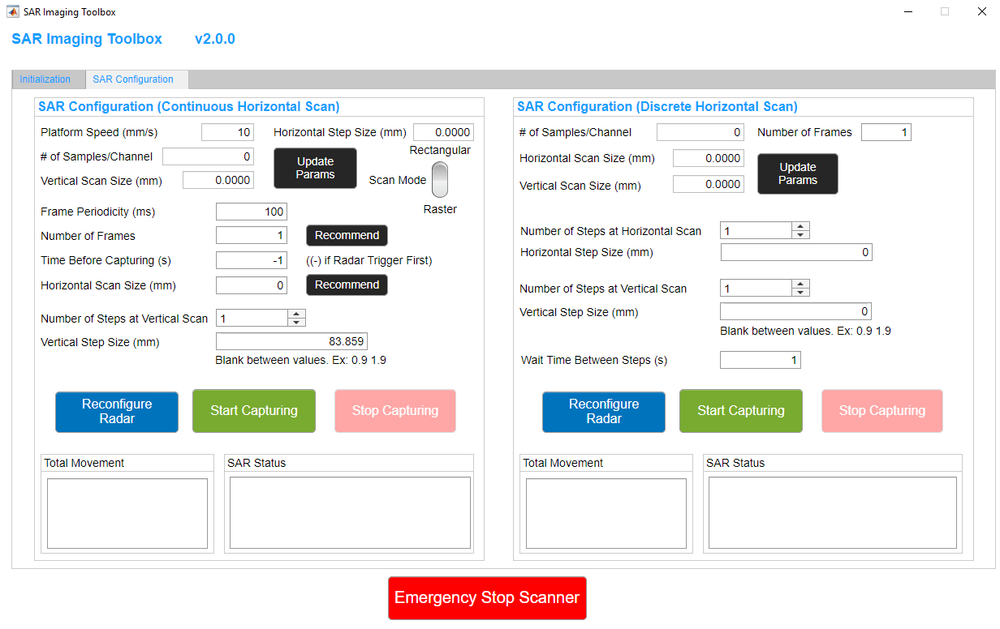 SAR Imaging Toolbox
SAR Imaging Toolbox v2.0.0
Initialization SAR Configuration
SAR Configuration (Continuous Horizontal Scan)
Platform Speed (mm/s) 10 Horizontal Step Size (mm) 0.0000
# of Samples/Channel 0
Vertical Scan Size (mm) 0.0000
Update
Params
Rectangular
Scan Mode
Raster
Frame Periodicity (ms) 100
Number of Frames 1 Recommend
Time Before Capturing (s) -1 ((-) if Radar Trigger First)
Horizontal Scan Size (mm) 0 Recommend
Number of Steps at Vertical Scan 1
Vertical Step Size (mm) 83.859
Blank between values. Ex: 0.9 1.9
Reconfigure
Radar
Start Capturing
Stop Capturing
Total Movement
SAR Status
SAR Configuration (Discrete Horizontal Scan)
# of Samples/Channel 0 Number of Frames 1
Horizontal Scan Size (mm) 0.0000
Vertical Scan Size (mm) 0.0000
Update
Params
Number of Steps at Horizontal Scan 1
Horizontal Step Size (mm) 0
Number of Steps at Vertical Scan 1
Vertical Step Size (mm) 0
Blank between values. Ex: 0.9 1.9
Wait Time Between Steps (s) 1
Reconfigure
Radar
Start Capturing
Stop Capturing
Total Movement
SAR Status
Emergency Stop Scanner